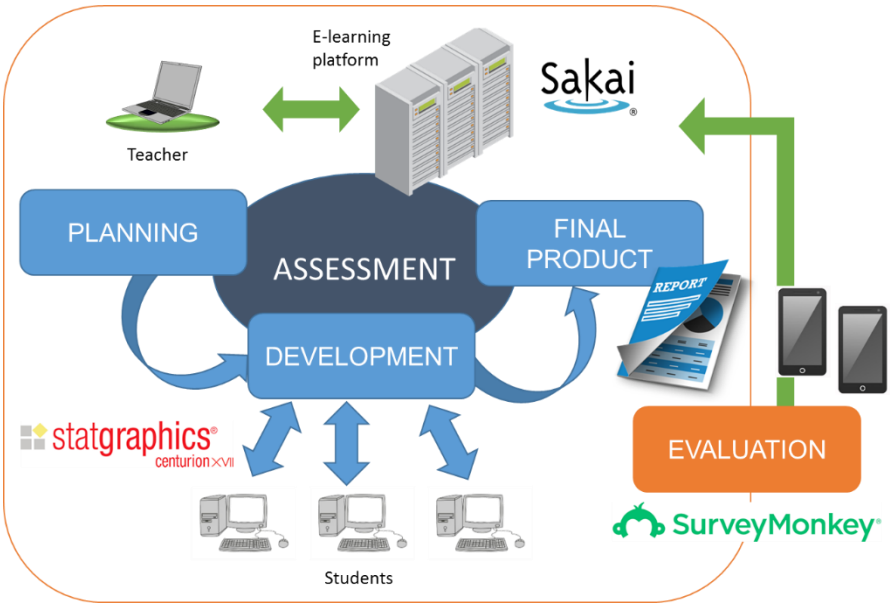 E-learning
platform
Sakai
®
Teacher
PLANNING
FINAL
PRODUCT
ASSESSMENT
REPORT
DEVELOPMENT
statgraphics®
centurion XVII
EVALUATION
SurveyMonkey®
Students